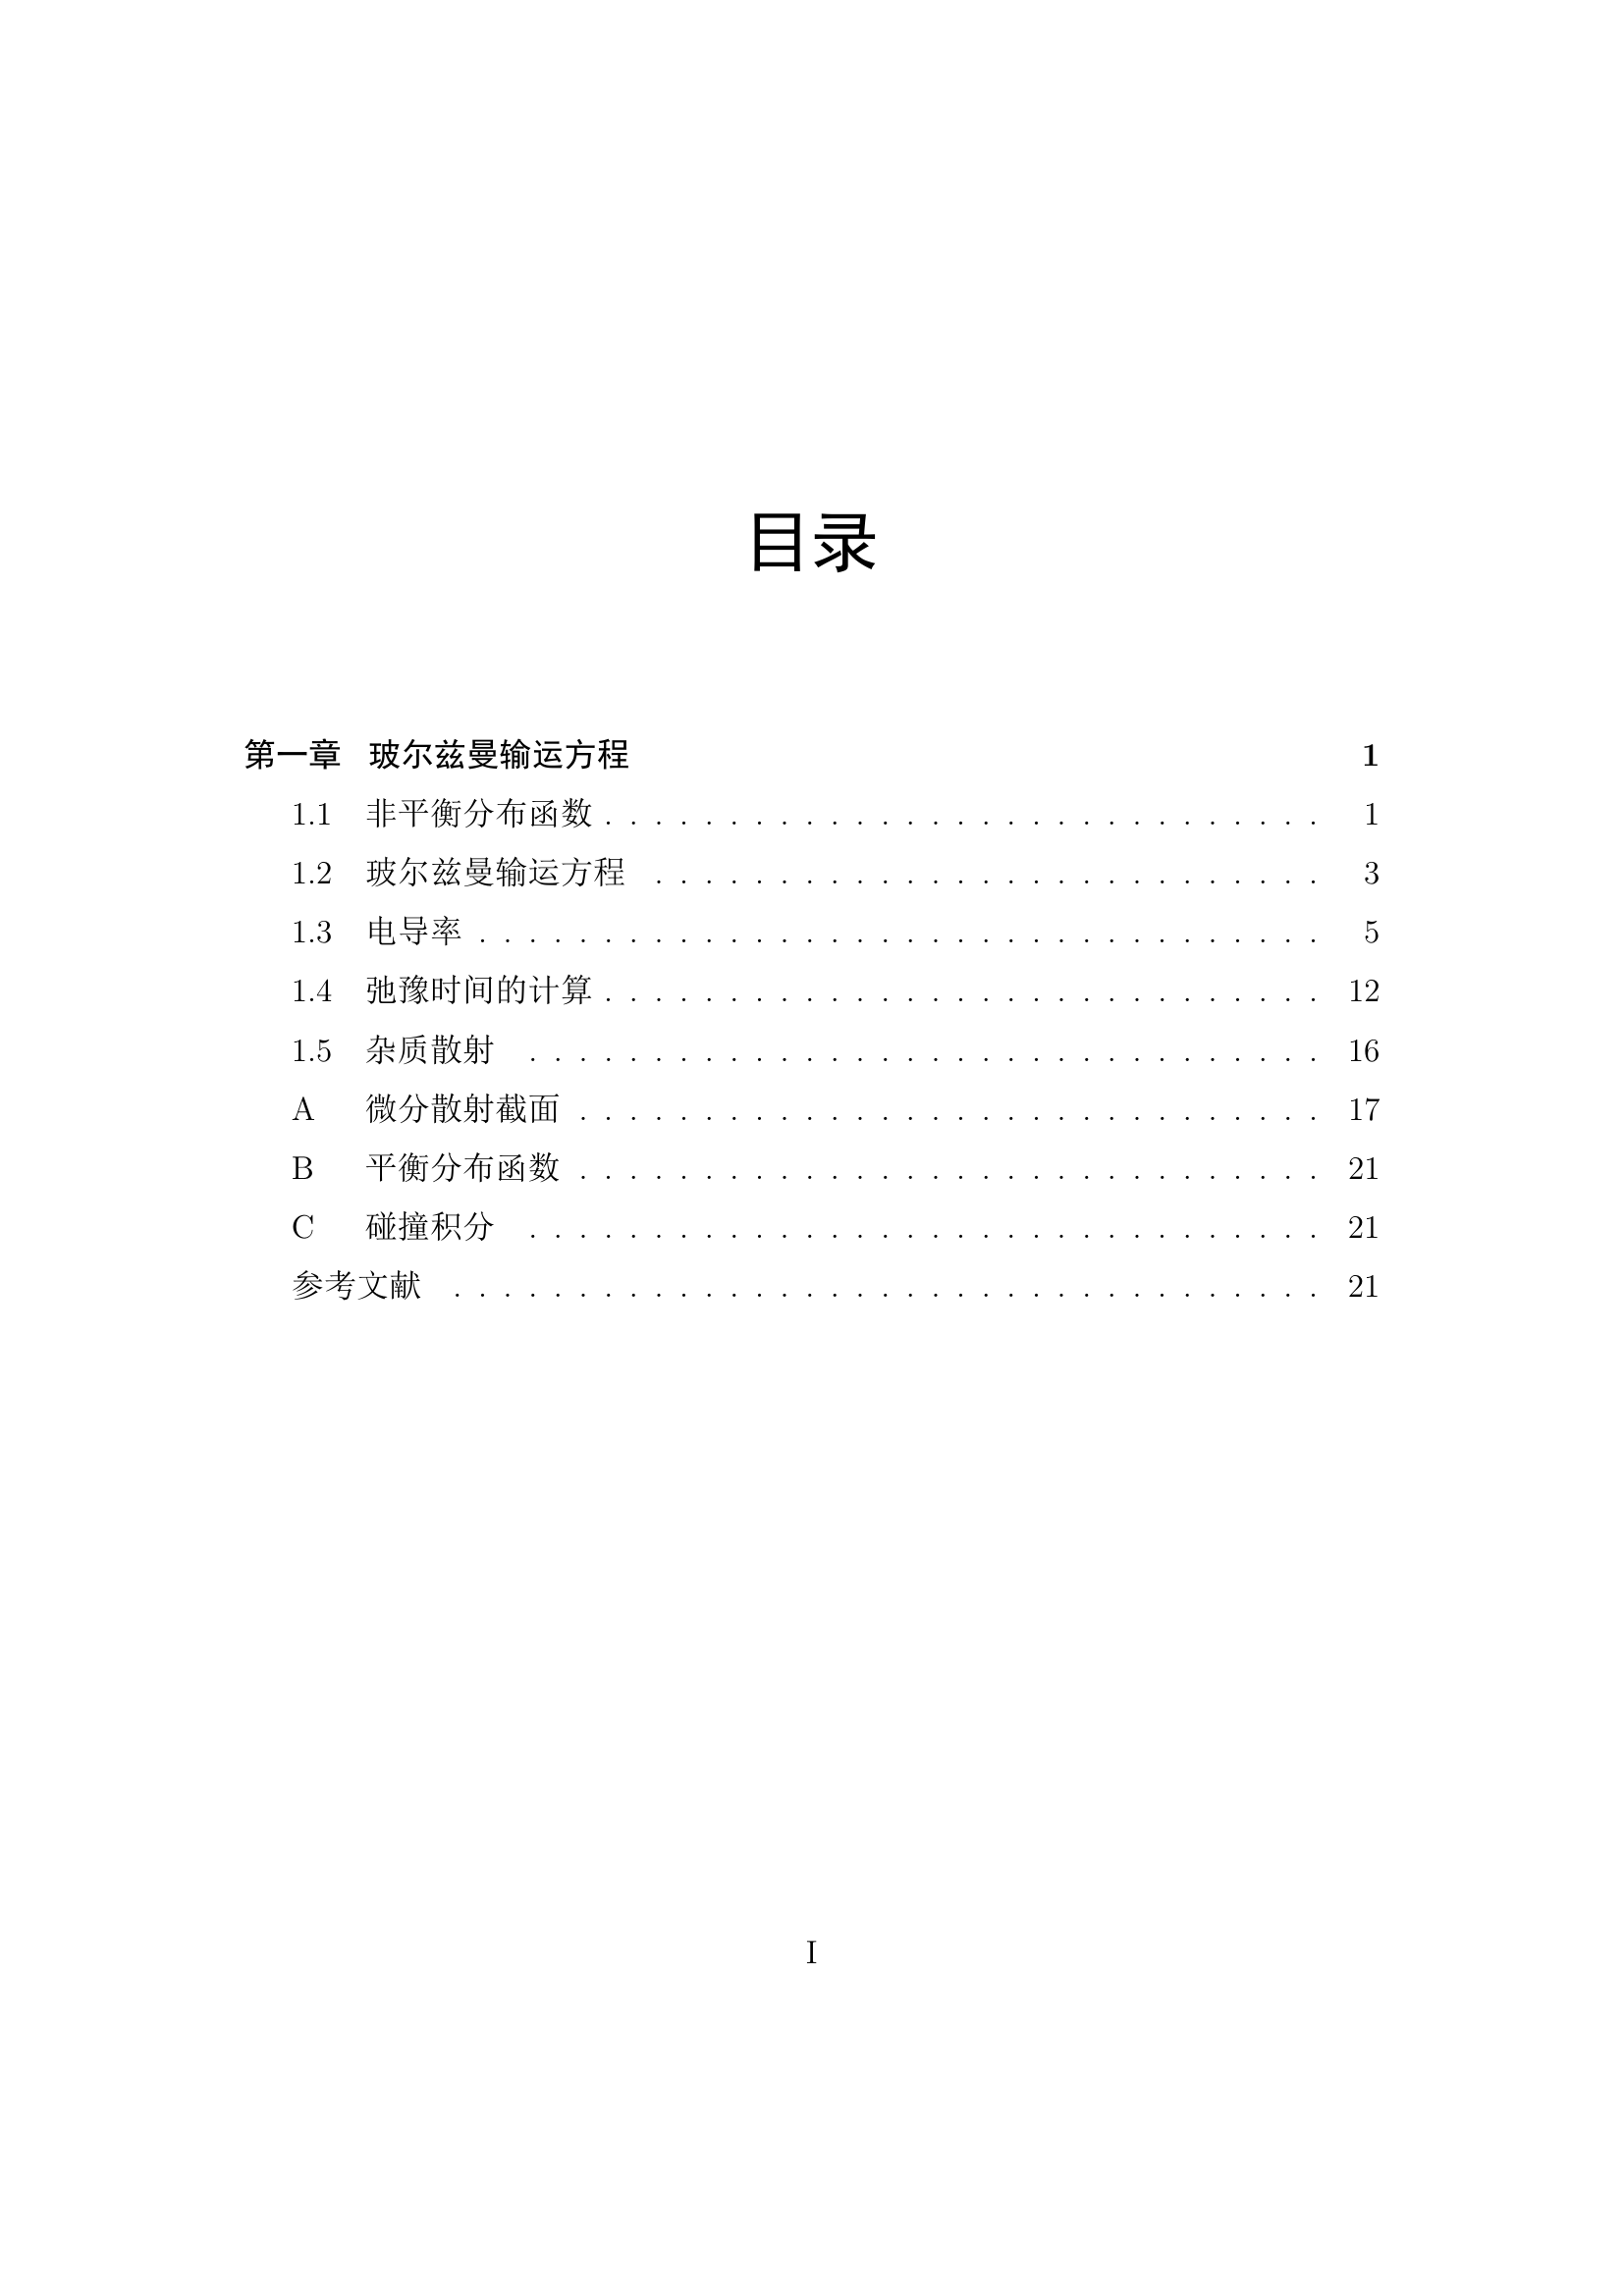 目录
第一章 玻尔兹曼输运方程 1
1.1 非平衡分布函数 . . . . . . . . . . . . . . . . . . . . . . . . . . . . . 1
1.2 玻尔兹曼输运方程 . . . . . . . . . . . . . . . . . . . . . . . . . . . 3
1.3 电导率 . . . . . . . . . . . . . . . . . . . . . . . . . . . . . . . . . . 5
1.4 弛豫时间的计算 . . . . . . . . . . . . . . . . . . . . . . . . . . . . . 12
1.5 杂质散射 . . . . . . . . . . . . . . . . . . . . . . . . . . . . . . . . 16
A 微分散射截面 . . . . . . . . . . . . . . . . . . . . . . . . . . . . . . 17
B 平衡分布函数 . . . . . . . . . . . . . . . . . . . . . . . . . . . . . . 21
C 碰撞积分 . . . . . . . . . . . . . . . . . . . . . . . . . . . . . . . . 21
参考文献 . . . . . . . . . . . . . . . . . . . . . . . . . . . . . . . . . . . 21
I